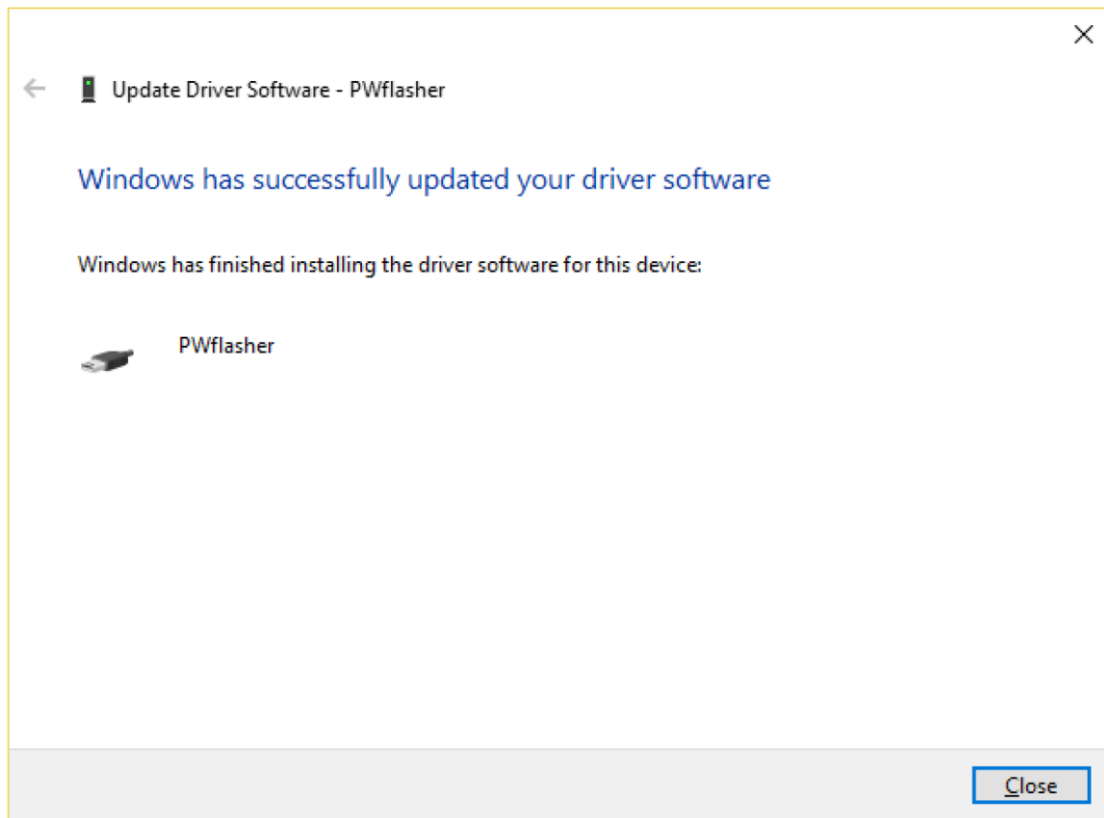 Update Driver Software - PWflasher
Windows has successfully updated your driver software
Windows has finished installing the driver software for this device:
PWflasher
Close